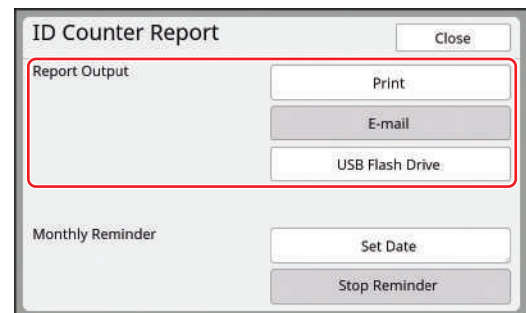 ID Counter Report
Close
Report Output
Print
E-mail
USB Flash Drive
Monthly Reminder
Set Date
Stop Reminder